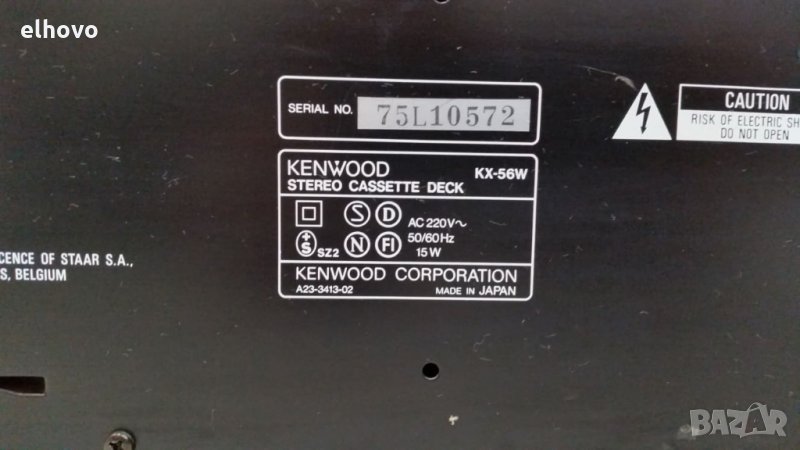 elhovo
SERIAL NO. 75L10572
CAUTION
RISK OF ELECTRIC SH
DO NOT OPEN
KENWOOD KX-56W
STEREO CASSETTE DECK
S D AC 220V~
50/60Hz
+S SZ2 N FI 15W
KENWOOD CORPORATION
A23-3413-02 MADE IN JAPAN
CENCE OF STAAR S.A.,
S, BELGIUM
BAZAR